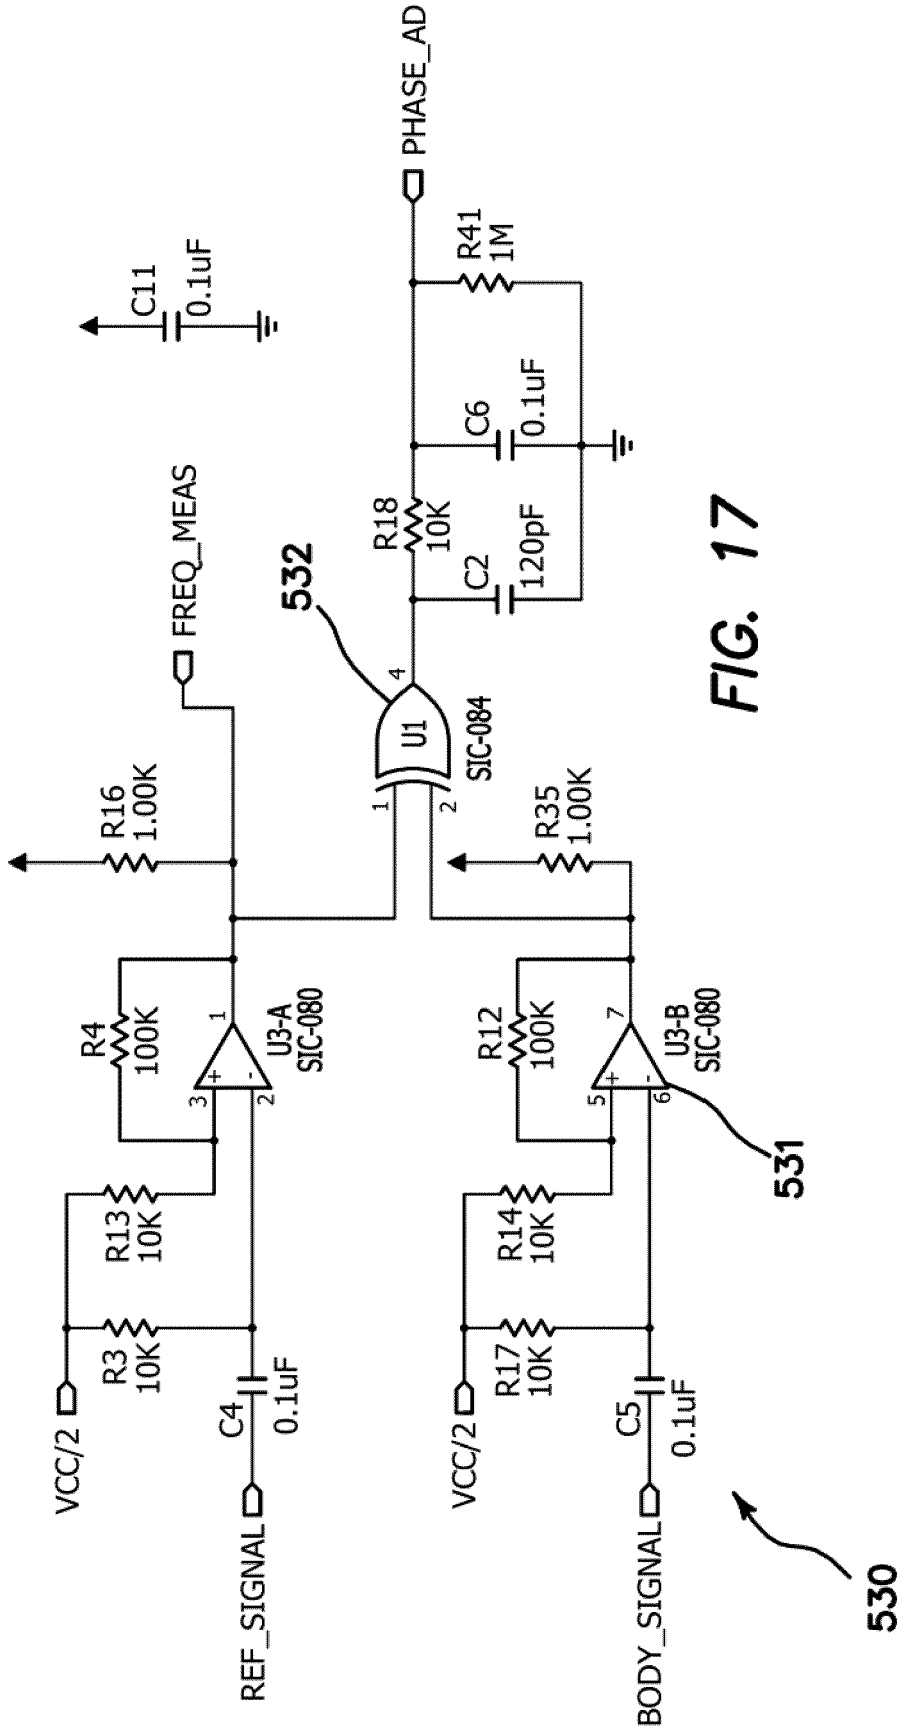 R16
1.00K
FREQ_MEAS
C11
0.1uF
R4
100K
VCC/2
R3
10K
R13
10K
3
+
-
2
1
U3-A
SIC-080
REF_SIGNAL
C4
0.1uF
1
2
U1
SIC-084
4
532
R18
10K
C2
120pF
C6
0.1uF
R41
1M
PHASE_AD
R35
1.00K
R12
100K
VCC/2
R17
10K
R14
10K
5
+
-
6
7
U3-B
SIC-080
531
BODY_SIGNAL
C5
0.1uF
530
FIG. 17